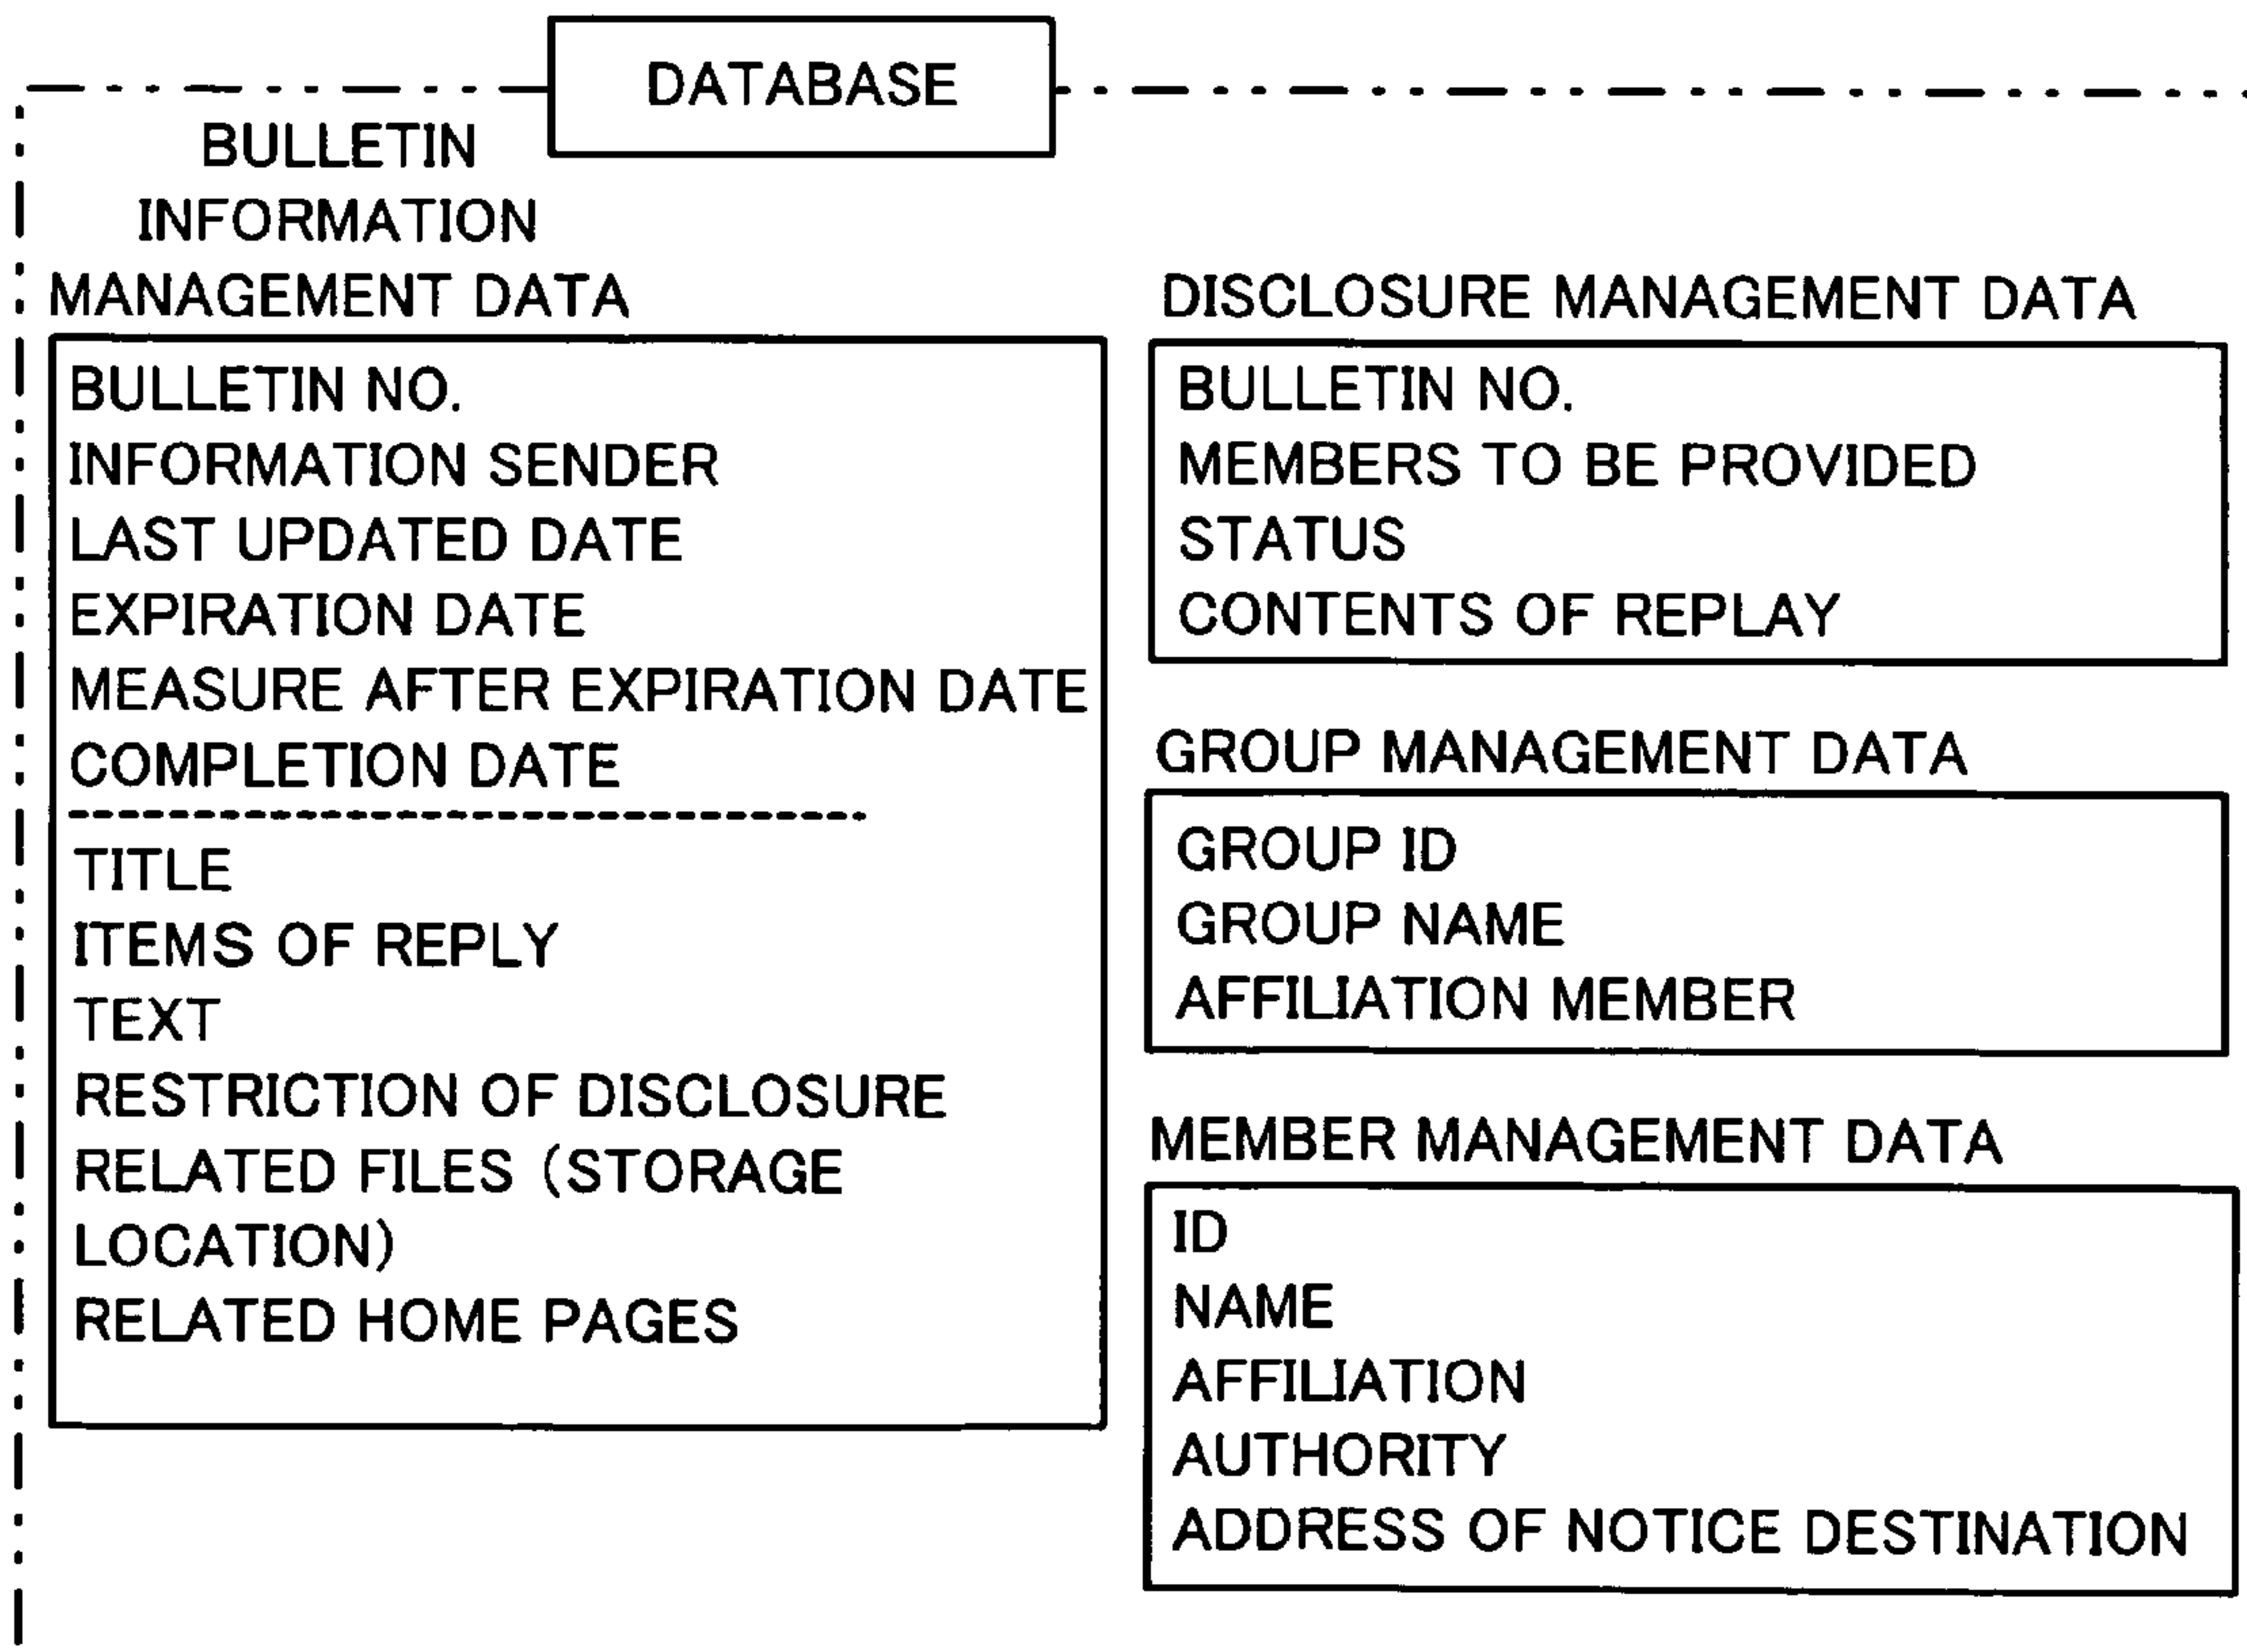 DATABASE
BULLETIN
INFORMATION
MANAGEMENT DATA
BULLETIN NO.
INFORMATION SENDER
LAST UPDATED DATE
EXPIRATION DATE
MEASURE AFTER EXPIRATION DATE
COMPLETION DATE
TITLE
ITEMS OF REPLY
TEXT
RESTRICTION OF DISCLOSURE
RELATED FILES (STORAGE
LOCATION)
RELATED HOME PAGES
DISCLOSURE MANAGEMENT DATA
BULLETIN NO.
MEMBERS TO BE PROVIDED
STATUS
CONTENTS OF REPLAY
GROUP MANAGEMENT DATA
GROUP ID
GROUP NAME
AFFILIATION MEMBER
MEMBER MANAGEMENT DATA
ID
NAME
AFFILIATION
AUTHORITY
ADDRESS OF NOTICE DESTINATION